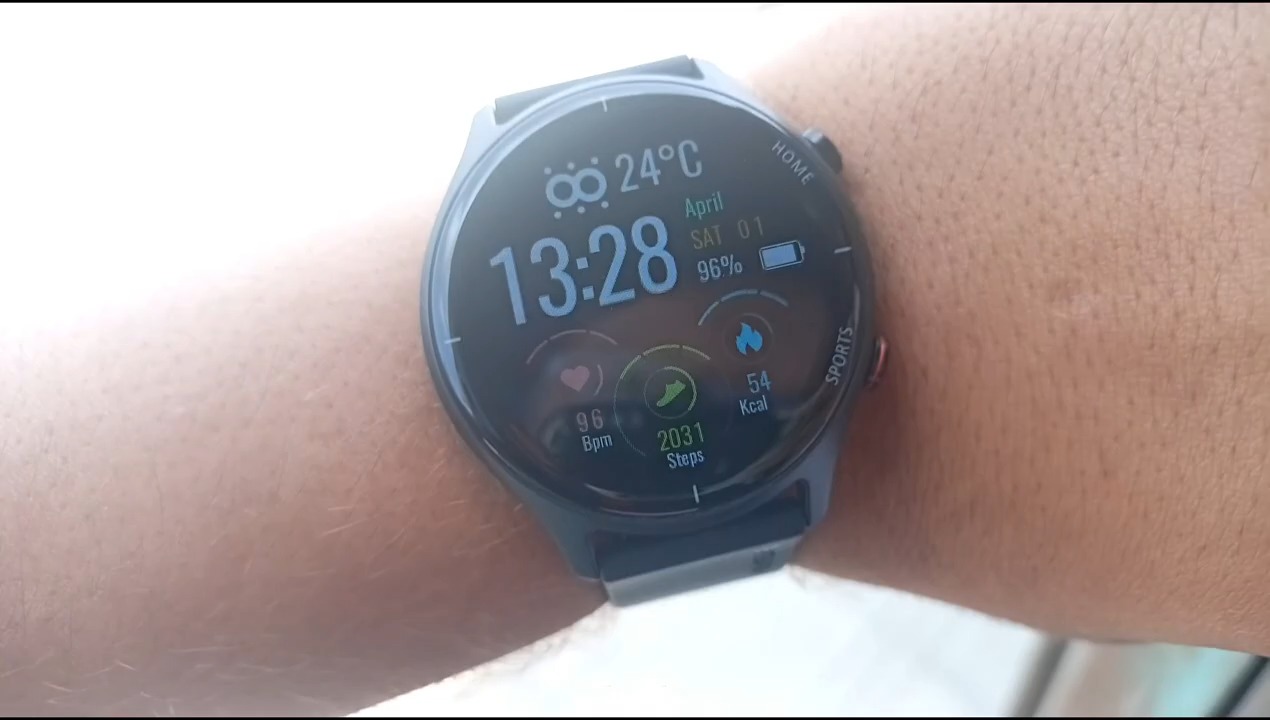 24°C
HOME
April
13:28
SAT 01
96%
SPORTS
54
Kcal
96
Bpm
2031
Steps